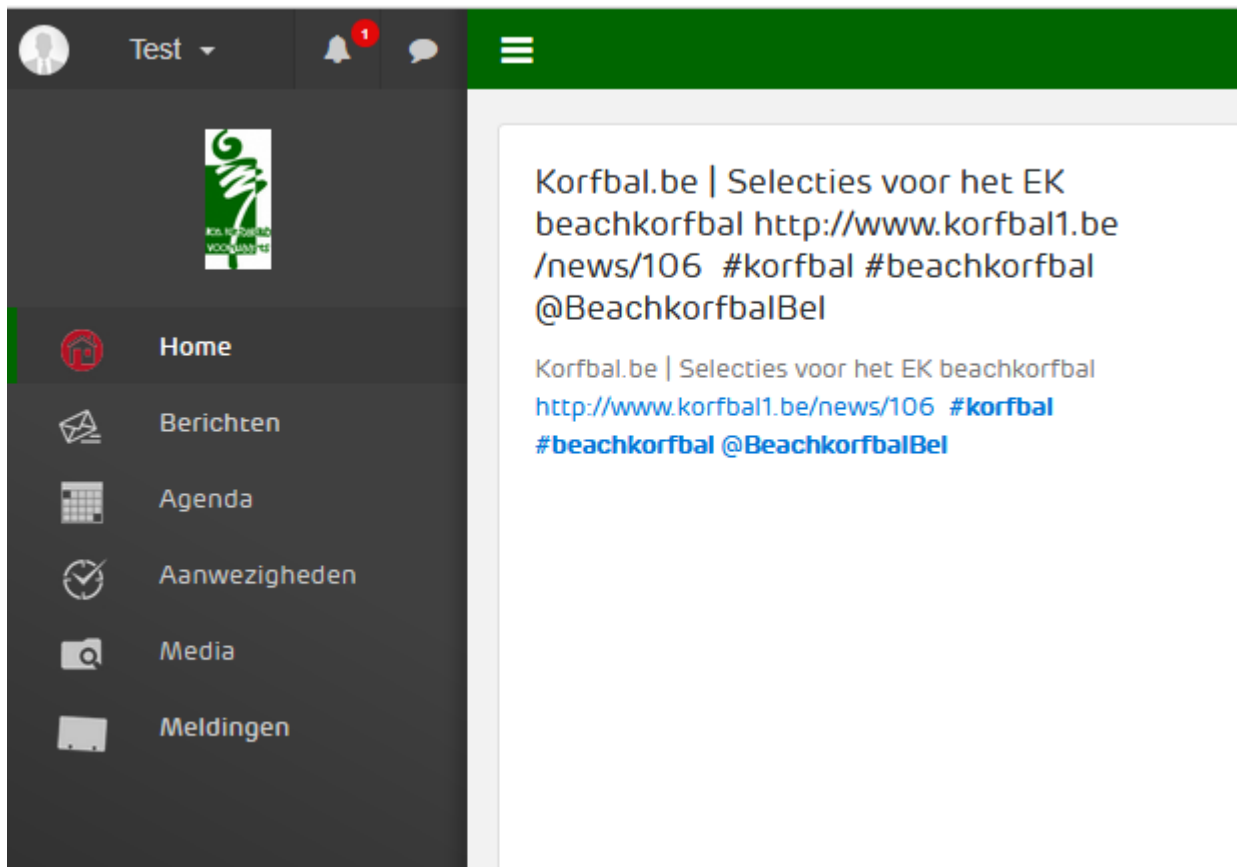 Test
1
VOORWAARTS
Home
Berichten
Agenda
Aanwezigheden
Media
Meldingen
Korfbal.be | Selecties voor het EK
beachkorfbal http://www.korfbal1.be
/news/106 #korfbal #beachkorfbal
@BeachkorfbalBel
Korfbal.be | Selecties voor het EK beachkorfbal
http://www.korfbal1.be/news/106 #korfbal
#beachkorfbal @BeachkorfbalBel